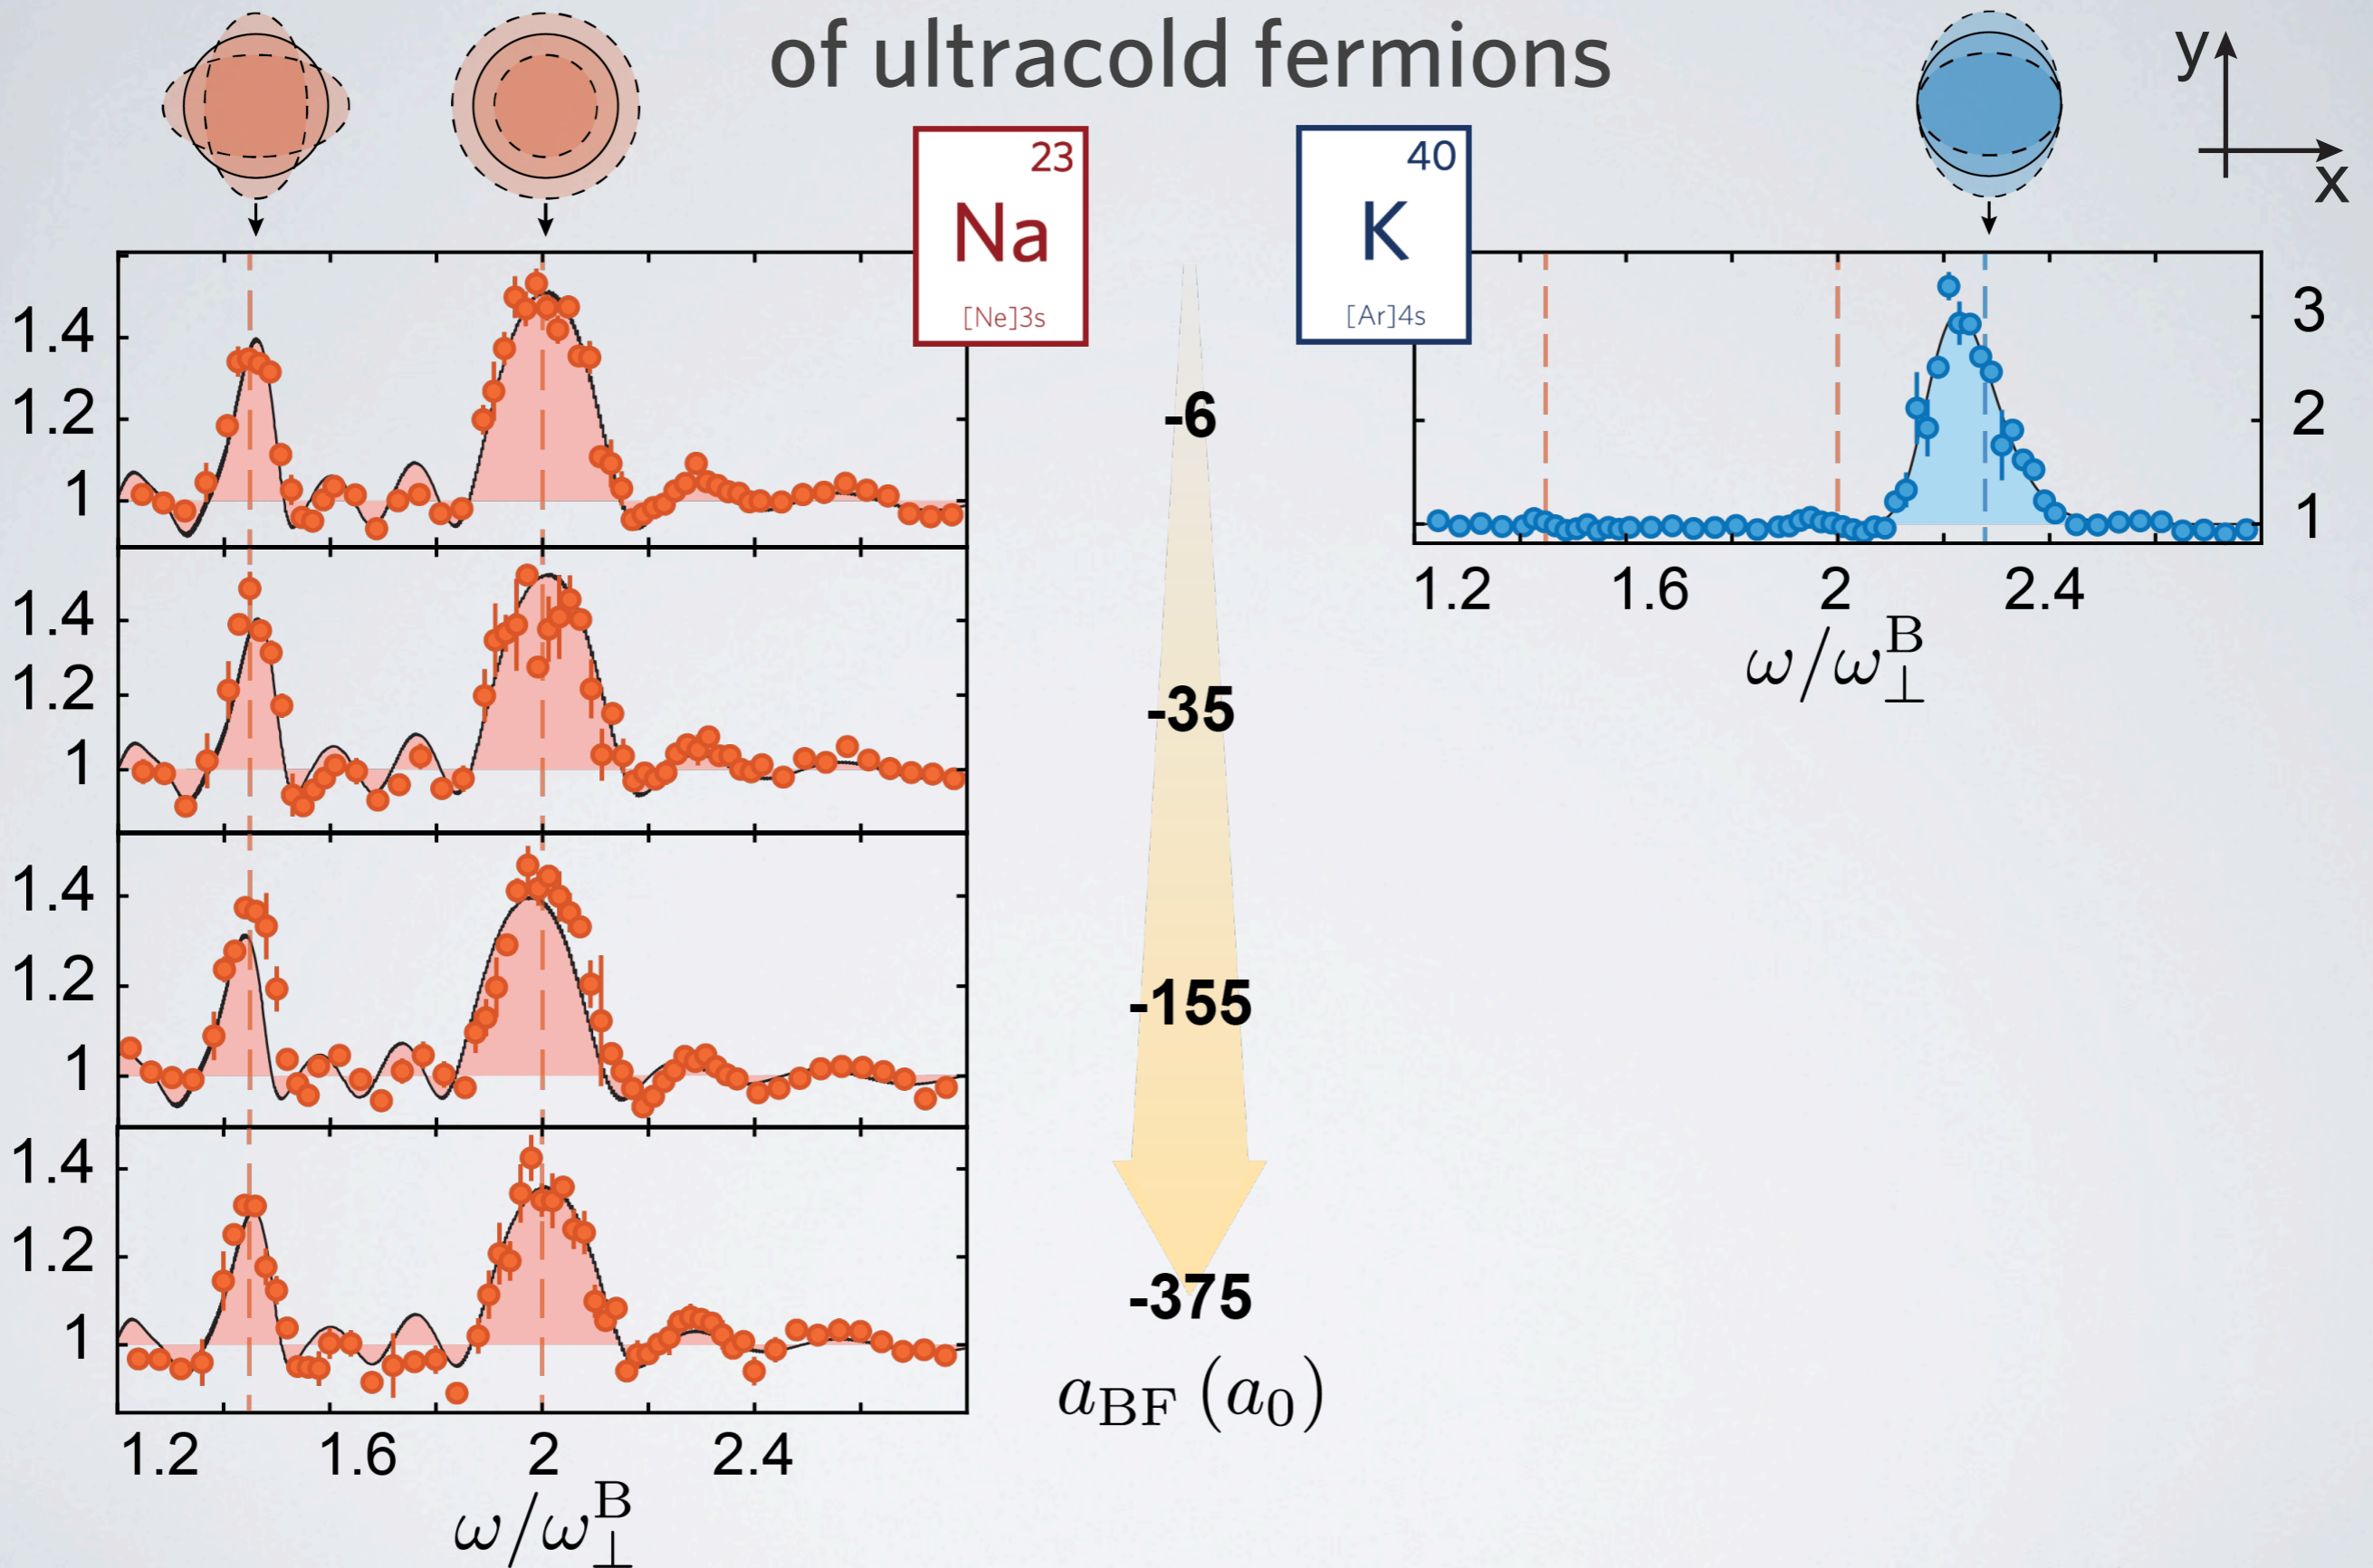 of ultracold fermions
y
x
23
Na
[Ne]3s
40
K
[Ar]4s
1.4
1.2
1
1.4
1.2
1
1.4
1.2
1
1.4
1.2
1
1.2 1.6 2 2.4
ω/ω⊥ᴮ
-6
-35
-155
-375
a_BF (a₀)
3
2
1
1.2 1.6 2 2.4
ω/ω⊥ᴮ